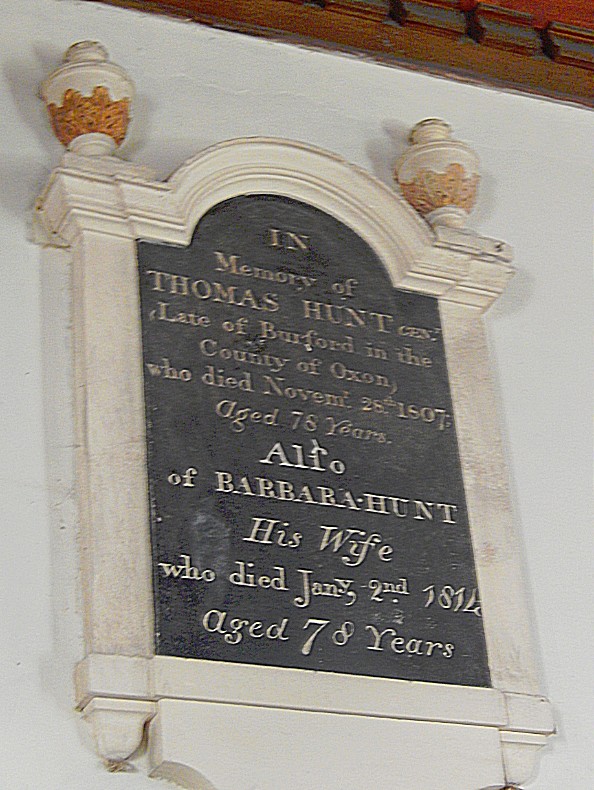 IN
Memory of
THOMAS HUNT GEN.ᵗ
(Late of Burford in the
County of Oxon)
who died Novemʳ. 28ᵗʰ 1807,
Aged 78 Years.
Alſo
of BARBARA·HUNT
His Wife
who died Janʸ, 2ⁿᵈ. 1814.
Aged 78 Years